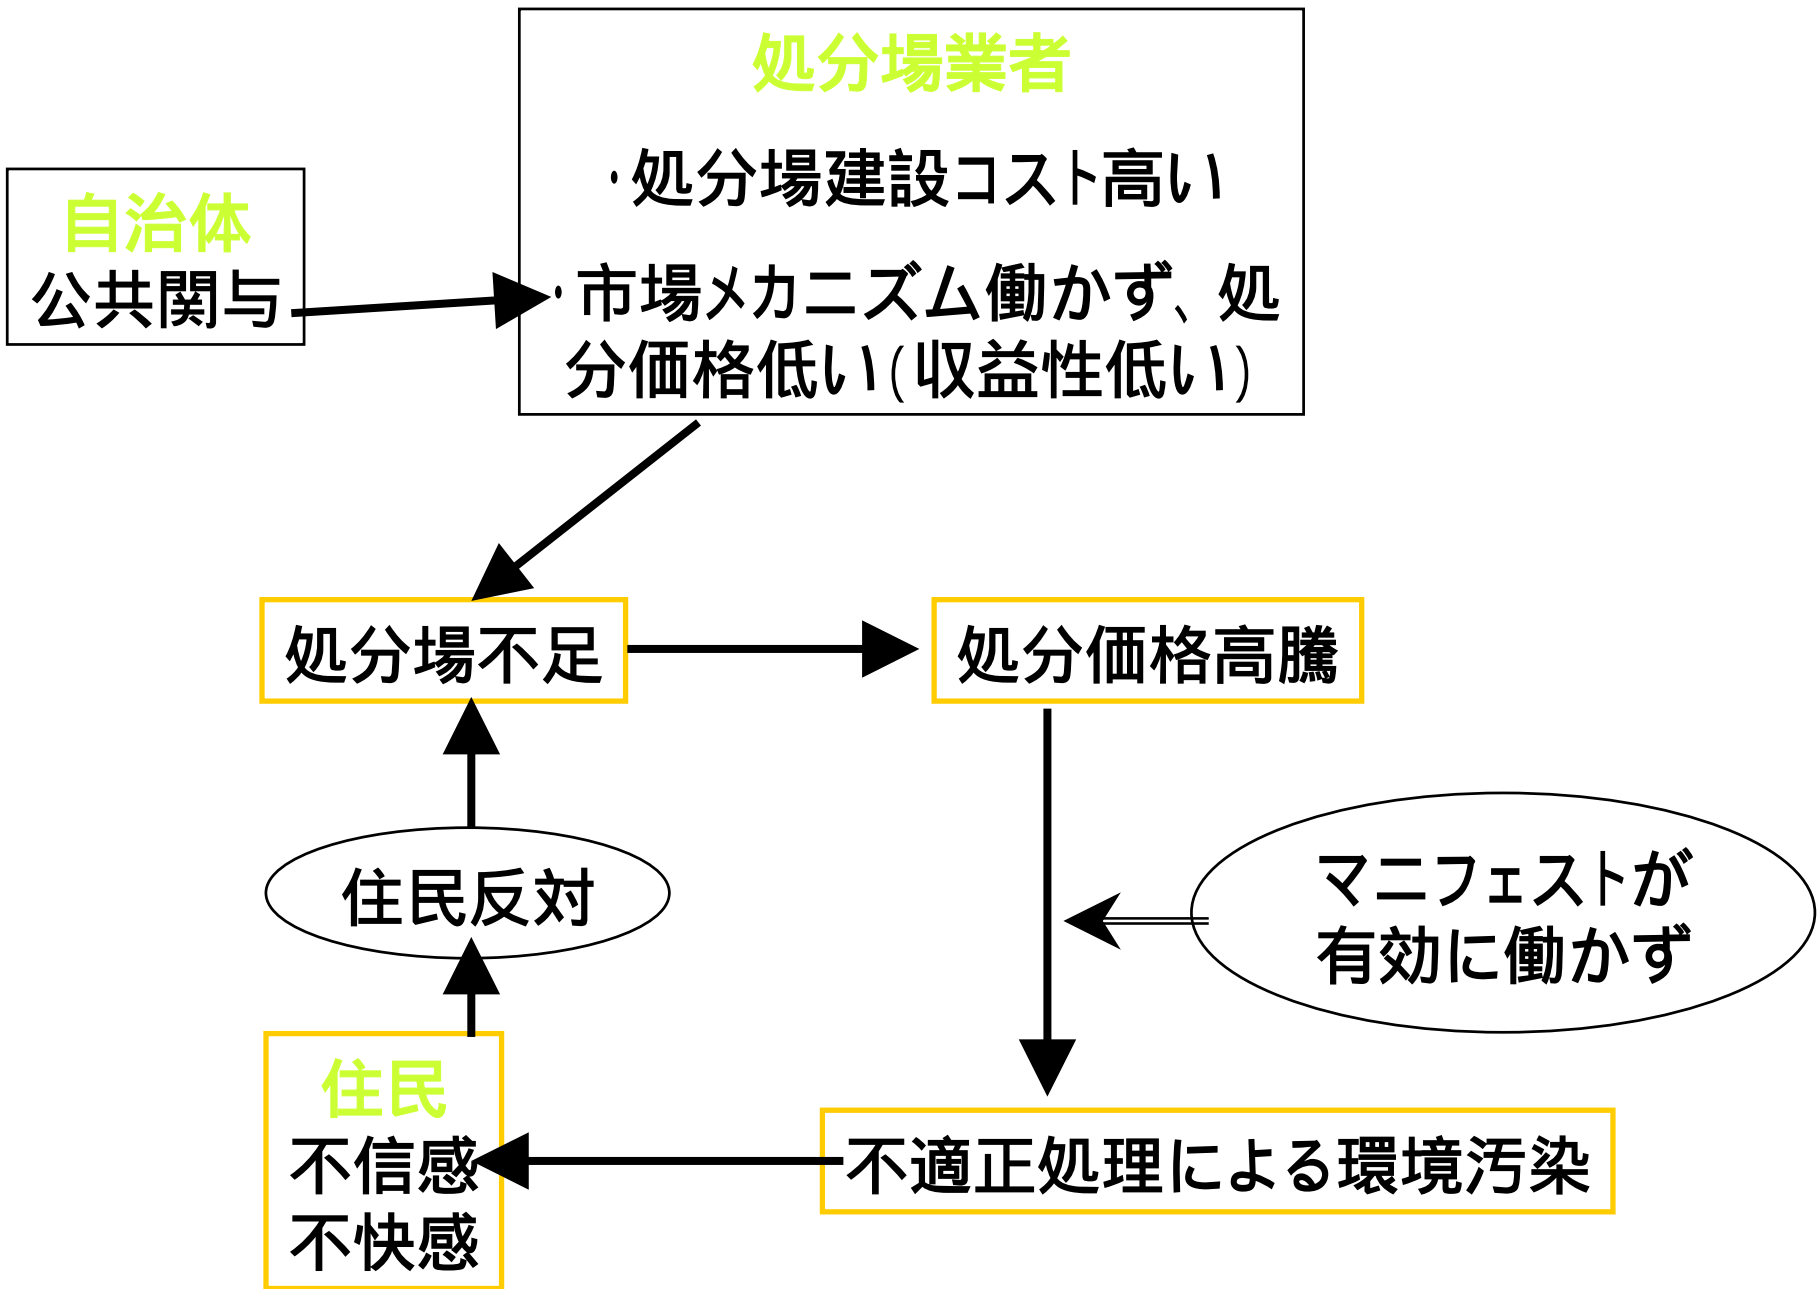 処分場業者
・処分場建設コスト高い
・市場メカニズム働かず、処
分価格低い(収益性低い)
自治体
公共関与
処分場不足
処分価格高騰
住民反対
マニフェストが
有効に働かず
住民
不信感
不快感
不適正処理による環境汚染